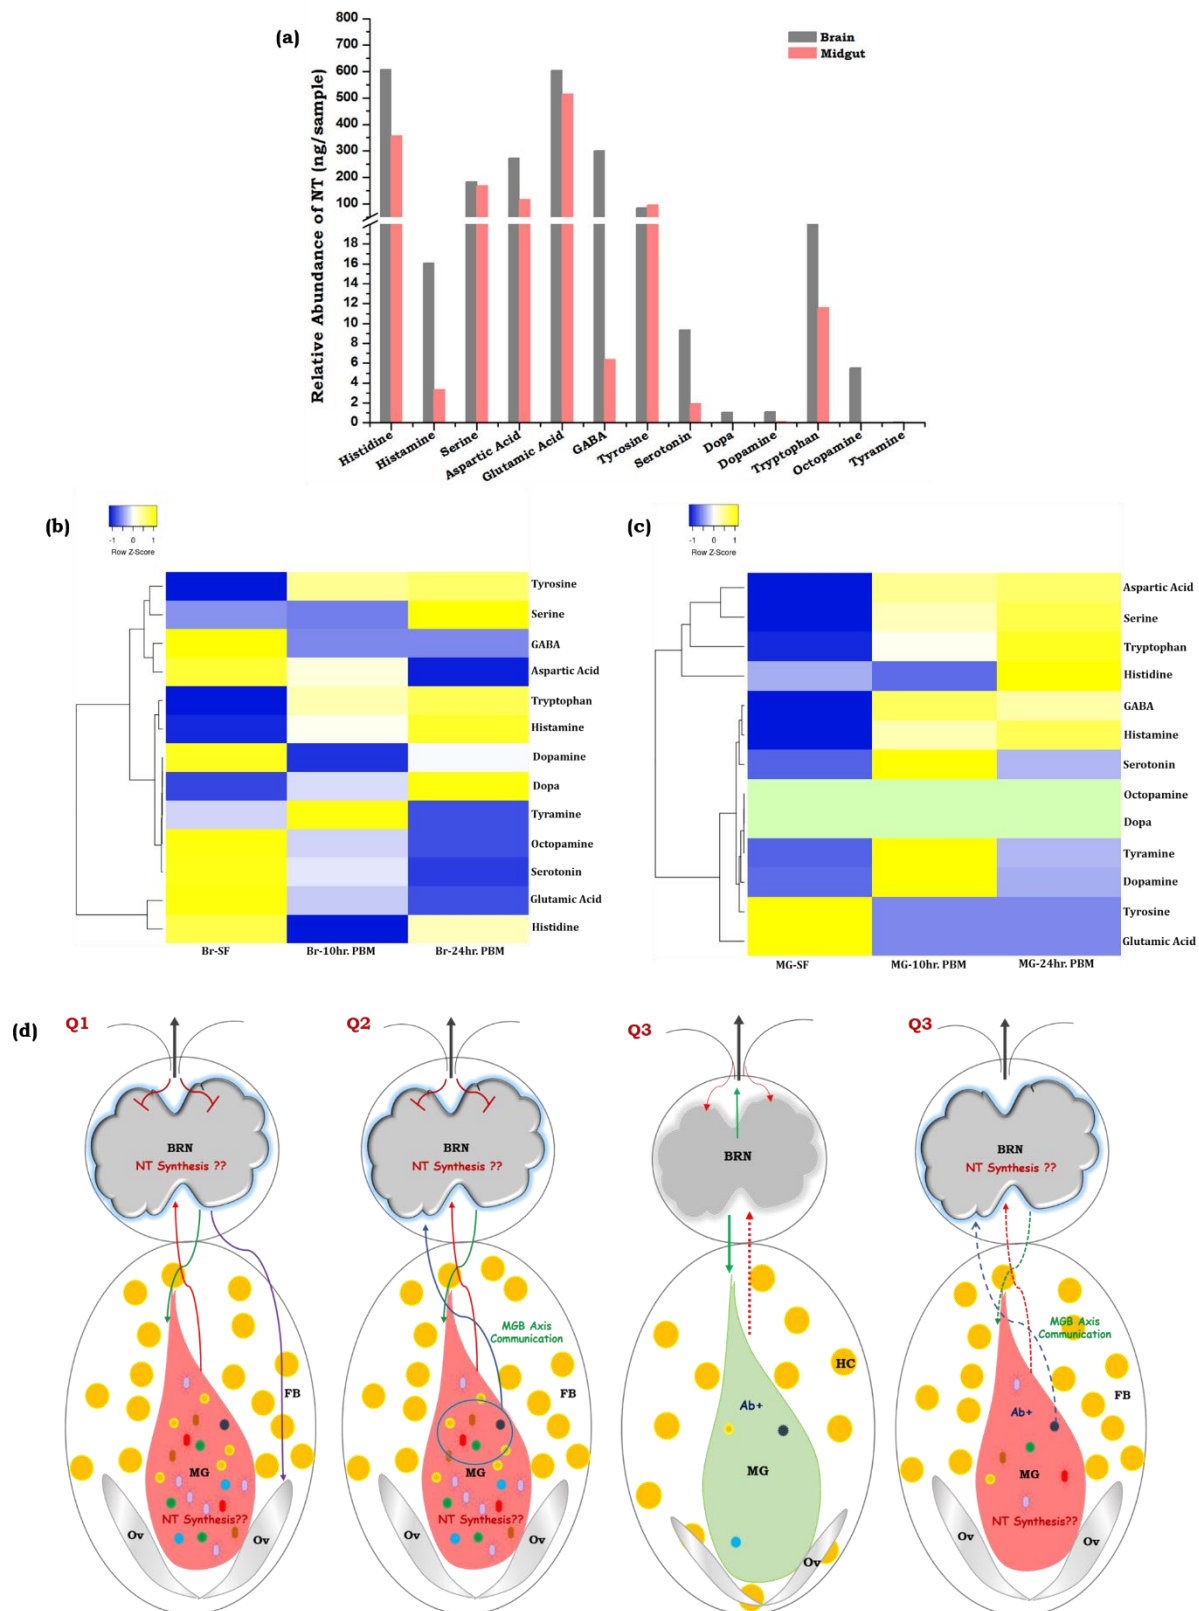 (a)
800
700
600
500
400
300
200
100
18
16
14
12
10
8
6
4
2
0
Relative Abundance of NT (ng/sample)
Brain
Midgut
Histidine
Histamine
Serine
Aspartic Acid
Glutamic Acid
GABA
Tyrosine
Serotonin
Dopa
Dopamine
Tryptophan
Octopamine
Tyramine
(b)
-1 0 1
Row Z-Score
Tyrosine
Serine
GABA
Aspartic Acid
Tryptophan
Histamine
Dopamine
Dopa
Tyramine
Octopamine
Serotonin
Glutamic Acid
Histidine
Br-SF Br-10hr. PBM Br-24hr. PBM
(c)
-1 0 1
Row Z-Score
Aspartic Acid
Serine
Tryptophan
Histidine
GABA
Histamine
Serotonin
Octopamine
Dopa
Tyramine
Dopamine
Tyrosine
Glutamic Acid
MG-SF MG-10hr. PBM MG-24hr. PBM
(d)
Q1
BRN
NT Synthesis ??
FB
MG
NT Synthesis??
Ov Ov
Q2
BRN
NT Synthesis ??
MGB Axis
Communication
FB
MG
NT Synthesis??
Ov Ov
Q3
BRN
HC
Ab+
MG
Ov
Q3
BRN
NT Synthesis ??
MGB Axis
Communication
FB
Ab+
MG
NT Synthesis??
Ov Ov